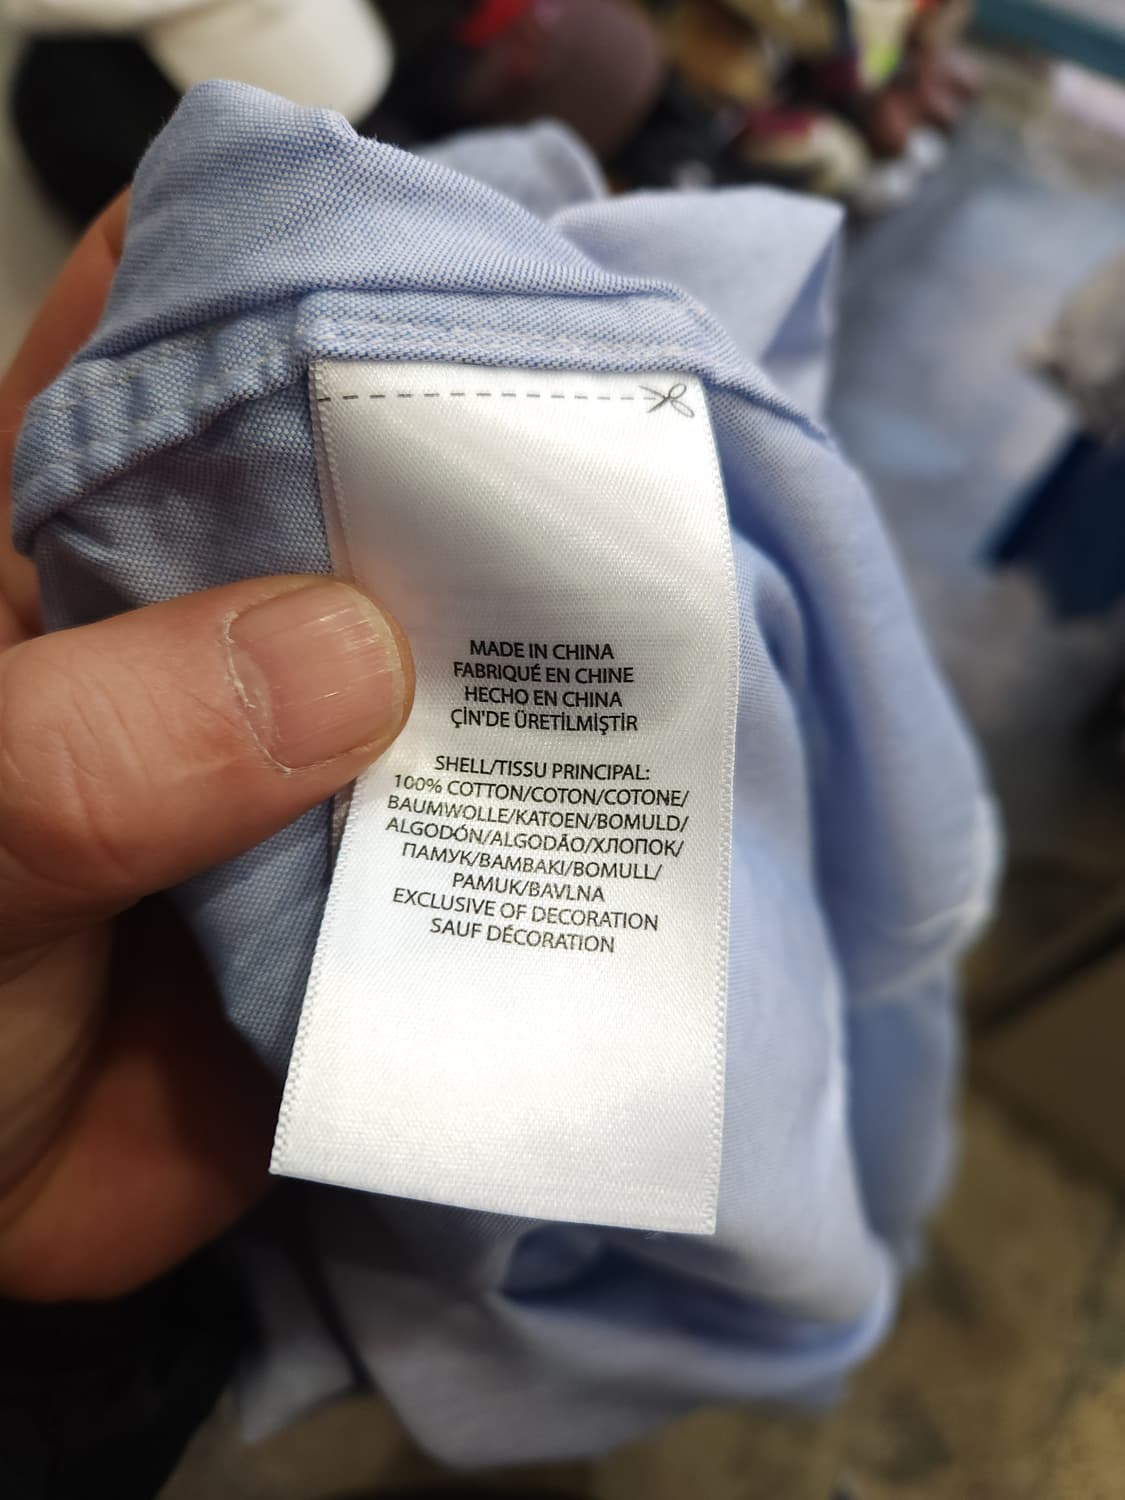 MADE IN CHINA
FABRIQUÉ EN CHINE
HECHO EN CHINA
ÇİN'DE ÜRETİLMİŞTİR
SHELL/TISSU PRINCIPAL:
100% COTTON/COTON/COTONE/
BAUMWOLLE/KATOEN/BOMULD/
ALGODÓN/ALGODÃO/ХЛОПОК/
ПАМУК/BAMBAKI/BOMULL/
PAMUK/BAVLNA
EXCLUSIVE OF DECORATION
SAUF DÉCORATION